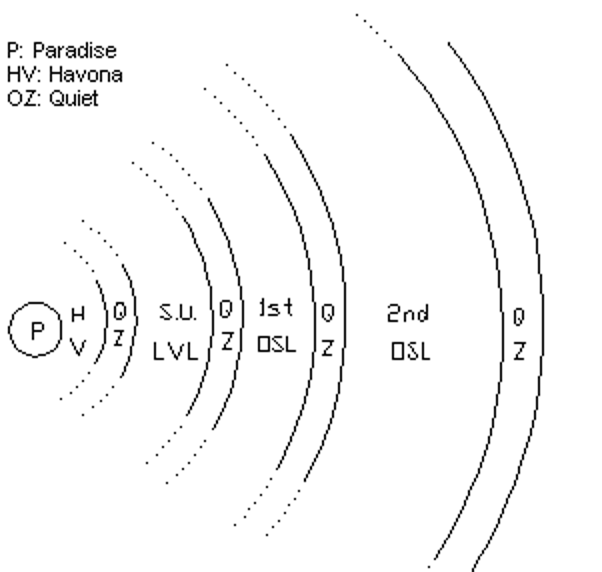 P: Paradise
HV: Havona
OZ: Quiet
P
H
V
Q
Z
S.U.
LVL
Q
Z
1st
OSL
Q
Z
2nd
OSL
Q
Z